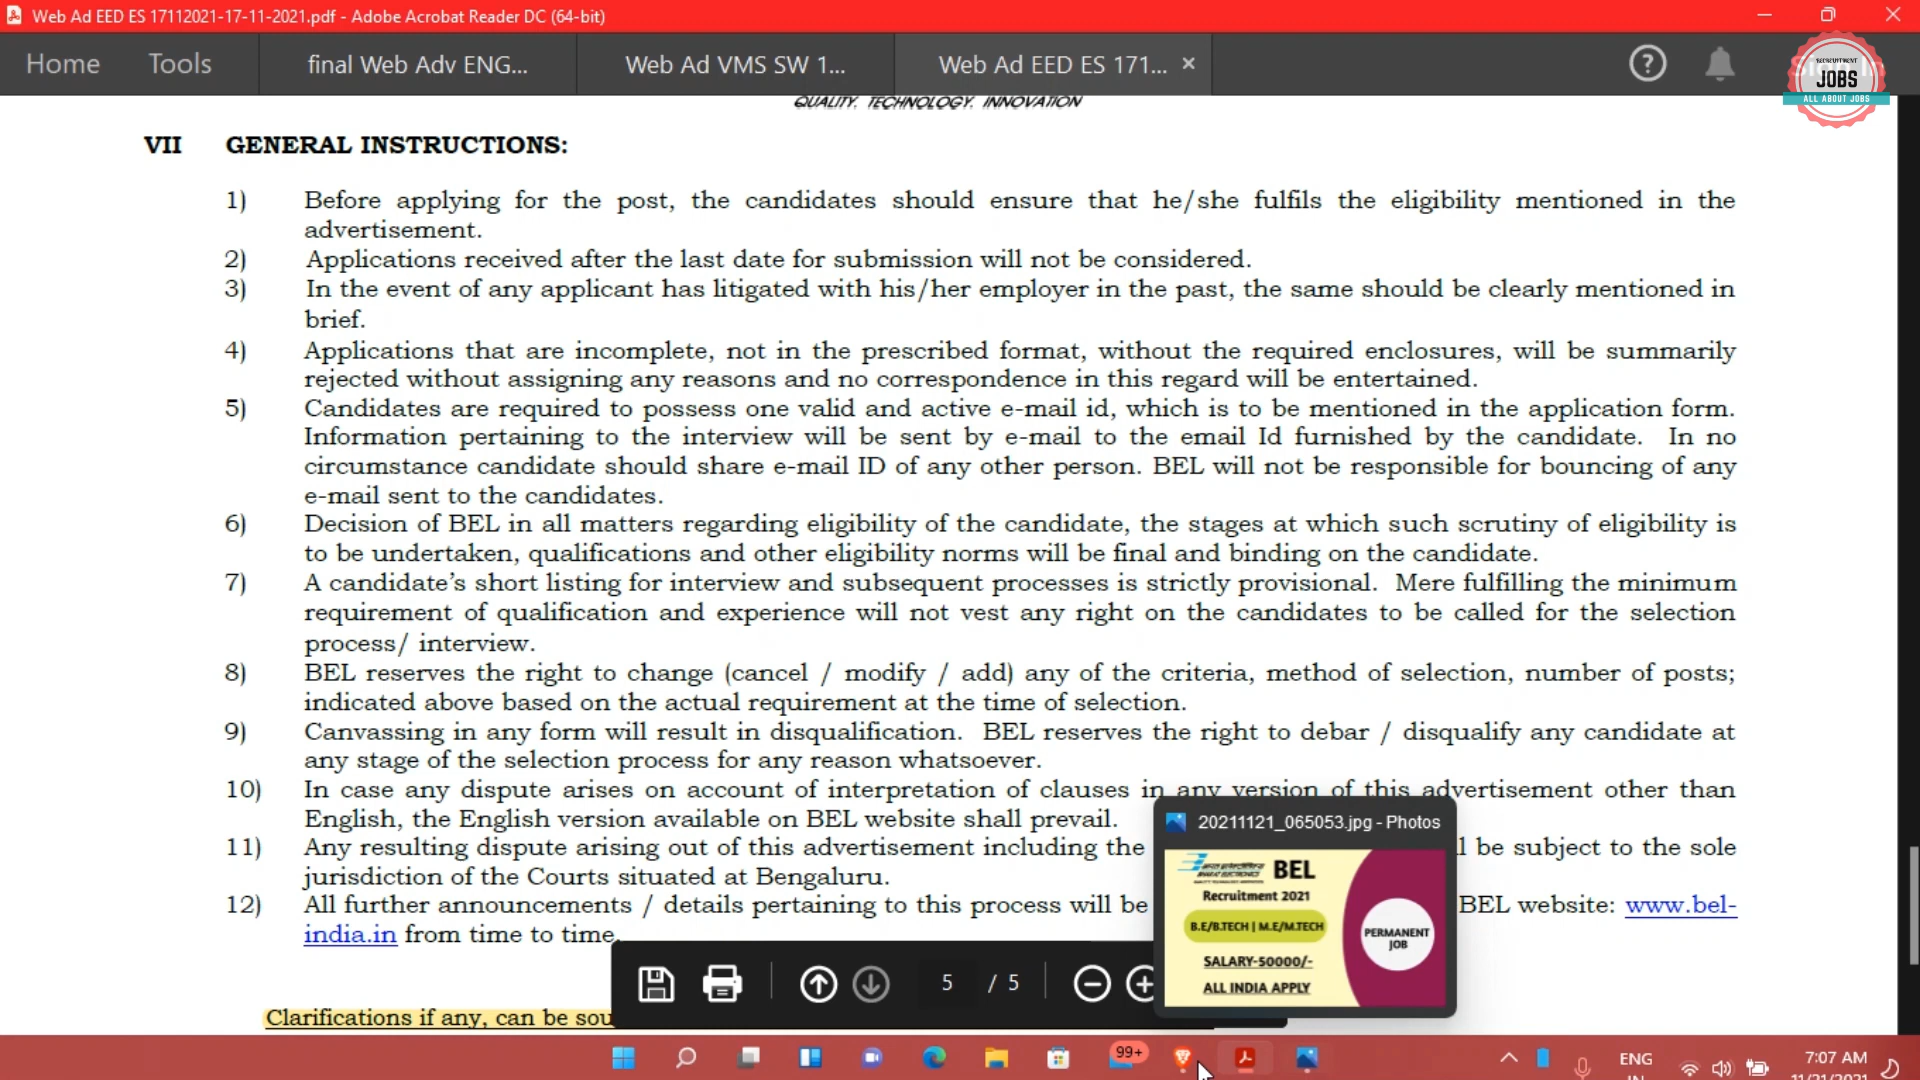 Web Ad EED ES 17112021-17-11-2021.pdf - Adobe Acrobat Reader DC (64-bit)
Home Tools final Web Adv ENG... Web Ad VMS SW 1... Web Ad EED ES 171...
RECRUITMENT
JOBS
ALL ABOUT JOBS
QUALITY. TECHNOLOGY. INNOVATION
VII GENERAL INSTRUCTIONS:
1) Before applying for the post, the candidates should ensure that he/she fulfils the eligibility mentioned in the
advertisement.
2) Applications received after the last date for submission will not be considered.
3) In the event of any applicant has litigated with his/her employer in the past, the same should be clearly mentioned in
brief.
4) Applications that are incomplete, not in the prescribed format, without the required enclosures, will be summarily
rejected without assigning any reasons and no correspondence in this regard will be entertained.
5) Candidates are required to possess one valid and active e-mail id, which is to be mentioned in the application form.
Information pertaining to the interview will be sent by e-mail to the email Id furnished by the candidate. In no
circumstance candidate should share e-mail ID of any other person. BEL will not be responsible for bouncing of any
e-mail sent to the candidates.
6) Decision of BEL in all matters regarding eligibility of the candidate, the stages at which such scrutiny of eligibility is
to be undertaken, qualifications and other eligibility norms will be final and binding on the candidate.
7) A candidate's short listing for interview and subsequent processes is strictly provisional. Mere fulfilling the minimum
requirement of qualification and experience will not vest any right on the candidates to be called for the selection
process/ interview.
8) BEL reserves the right to change (cancel / modify / add) any of the criteria, method of selection, number of posts;
indicated above based on the actual requirement at the time of selection.
9) Canvassing in any form will result in disqualification. BEL reserves the right to debar / disqualify any candidate at
any stage of the selection process for any reason whatsoever.
10) In case any dispute arises on account of interpretation of clauses in any version of this advertisement other than
English, the English version available on BEL website shall prevail.
11) Any resulting dispute arising out of this advertisement including the be subject to the sole
jurisdiction of the Courts situated at Bengaluru.
12) All further announcements / details pertaining to this process will be BEL website: www.bel-
india.in from time to time.
20211121_065053.jpg - Photos
BEL
Recruitment 2021
B.E/B.TECH | M.E/M.TECH
SALARY-50000/-
ALL INDIA APPLY
PERMANENT
JOB
5 / 5
Clarifications if any, can be
99+
ENG
7:07 AM